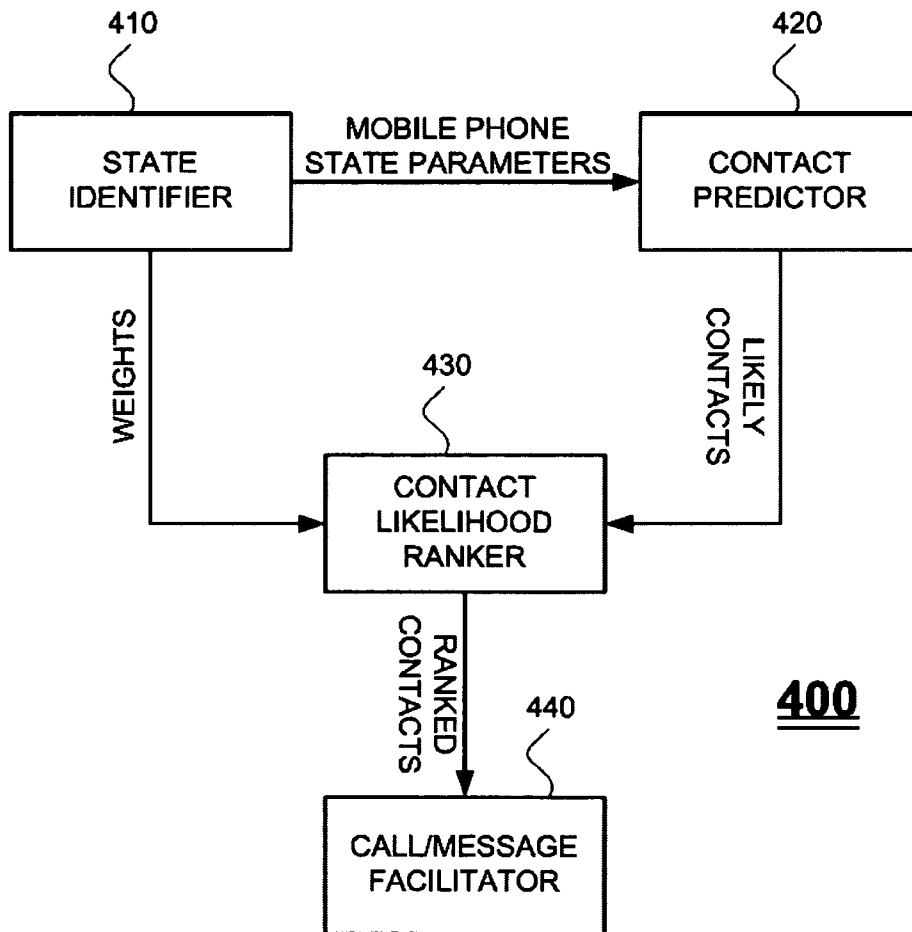 410
420
STATE
IDENTIFIER
MOBILE PHONE
STATE PARAMETERS
CONTACT
PREDICTOR
WEIGHTS
LIKELY
CONTACTS
430
CONTACT
LIKELIHOOD
RANKER
RANKED
CONTACTS
400
440
CALL/MESSAGE
FACILITATOR